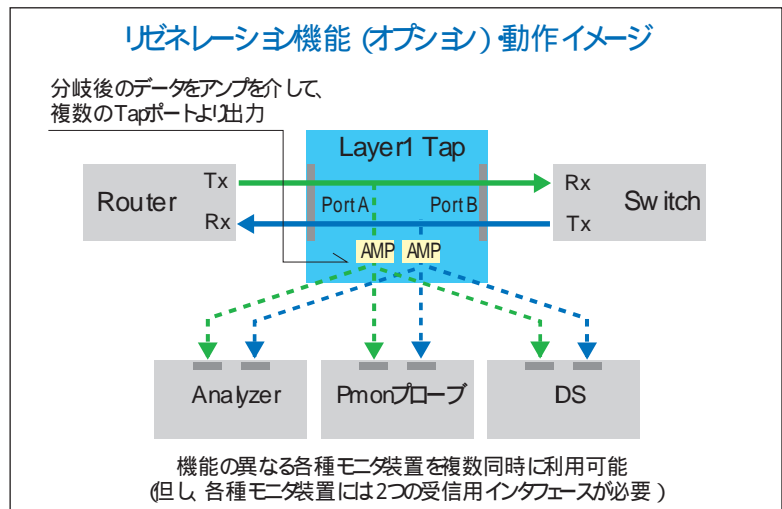 リゼネレーション機能 (オプション)・動作イメージ
分岐後のデータをアンプを介して、
複数のTapポートより出力
Layer1 Tap
Router
Tx
Rx
Port A
Port B
Rx
Tx
Switch
AMP
AMP
Analyzer
Pmonプローブ
IDS
機能の異なる各種モニタ装置を複数同時に利用可能
(但し、各種モニタ装置には2つの受信用インタフェースが必要)